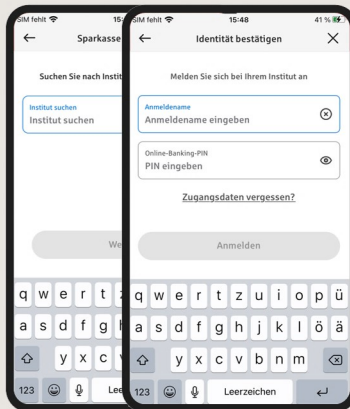 SIM fehlt 15:
Sparkasse
Suchen Sie nach Instit
Institut suchen
Institut suchen
We
q w e r t z
a s d f g h
y x c v
123 Lee
SIM fehlt 15:48 41 %
Identität bestätigen
Melden Sie sich bei Ihrem Institut an
Anmeldename
Anmeldename eingeben
Online-Banking-PIN
PIN eingeben
Zugangsdaten vergessen?
Anmelden
q w e r t z u i o p ü
a s d f g h j k l ö ä
y x c v b n m
123 Leerzeichen